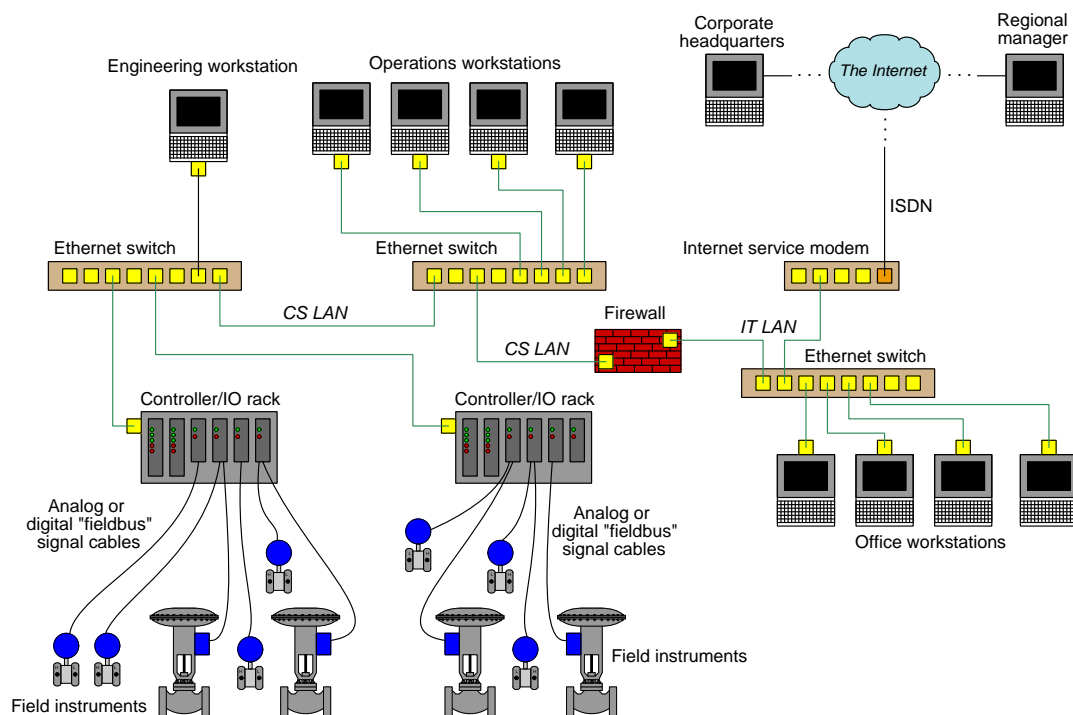 Corporate
headquarters
The Internet
Regional
manager
Engineering workstation
Operations workstations
ISDN
Ethernet switch
Ethernet switch
Internet service modem
CS LAN
Firewall
CS LAN
IT LAN
Ethernet switch
Controller/IO rack
Controller/IO rack
Analog or
digital "fieldbus"
signal cables
Analog or
digital "fieldbus"
signal cables
Office workstations
Field instruments
Field instruments